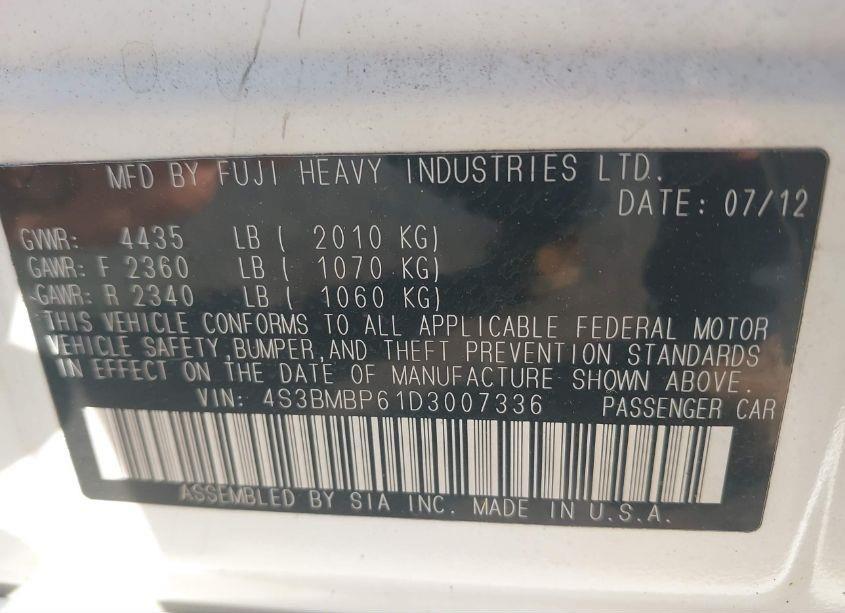 MFD BY FUJI HEAVY INDUSTRIES LTD.
DATE: 07/12
GVWR: 4435 LB ( 2010 KG)
GAWR: F 2360 LB ( 1070 KG)
GAWR: R 2340 LB ( 1060 KG)
THIS VEHICLE CONFORMS TO ALL APPLICABLE FEDERAL MOTOR
VEHICLE SAFETY,BUMPER,AND THEFT PREVENTION STANDARDS
IN EFFECT ON THE DATE OF MANUFACTURE SHOWN ABOVE.
VIN: 4S3BMBP61D3007336 PASSENGER CAR
ASSEMBLED BY SIA INC. MADE IN U.S.A.